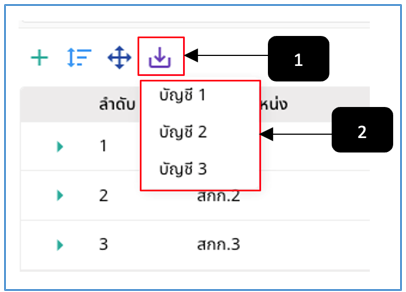 1
บัญชี 1
ลำดับ หน่ง
บัญชี 2
2
1
บัญชี 3
2 สกก.2
3 สกก.3